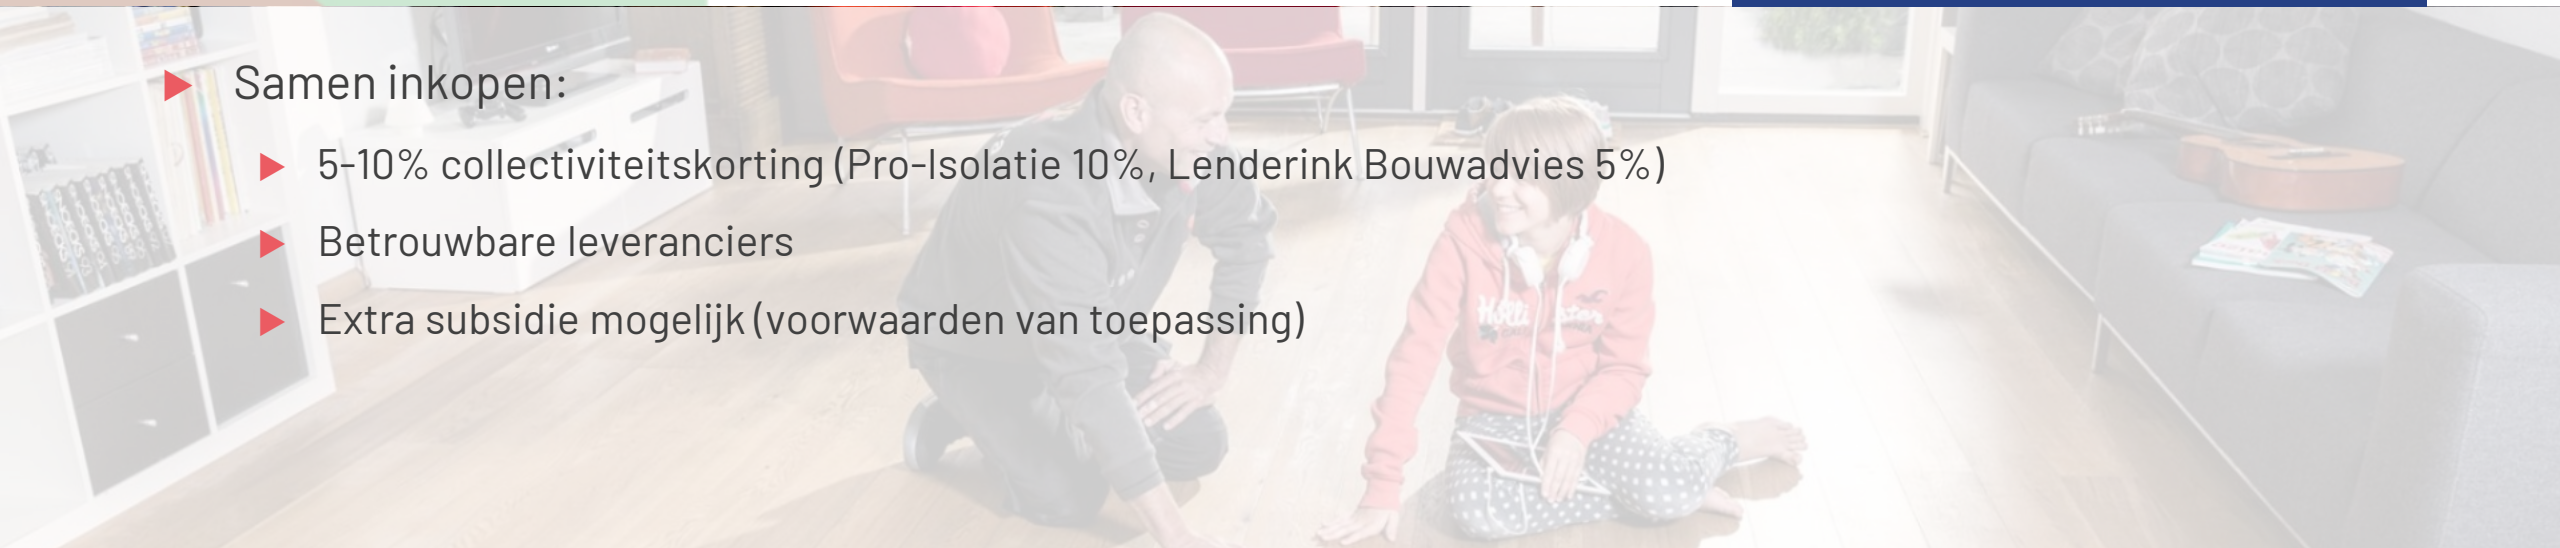 Samen inkopen:
5-10% collectiviteitskorting (Pro-Isolatie 10%, Lenderink Bouwadvies 5%)
Betrouwbare leveranciers
Extra subsidie mogelijk (voorwaarden van toepassing)